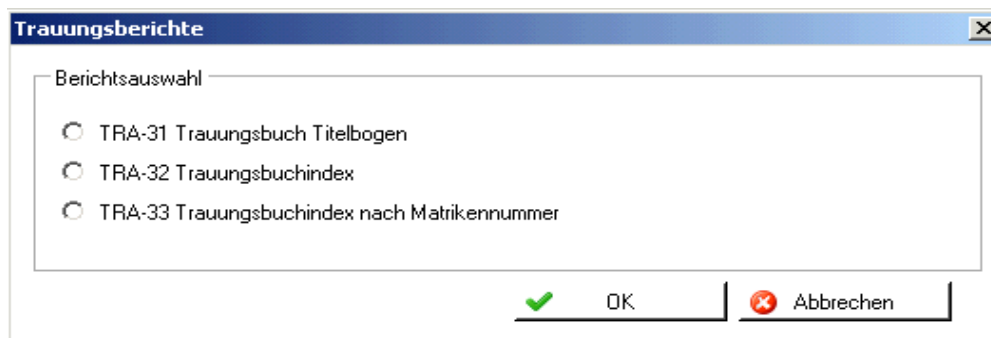 Trauungsberichte
Berichtsauswahl
TRA-31 Trauungsbuch Titelbogen
TRA-32 Trauungsbuchindex
TRA-33 Trauungsbuchindex nach Matrikennummer
OK Abbrechen